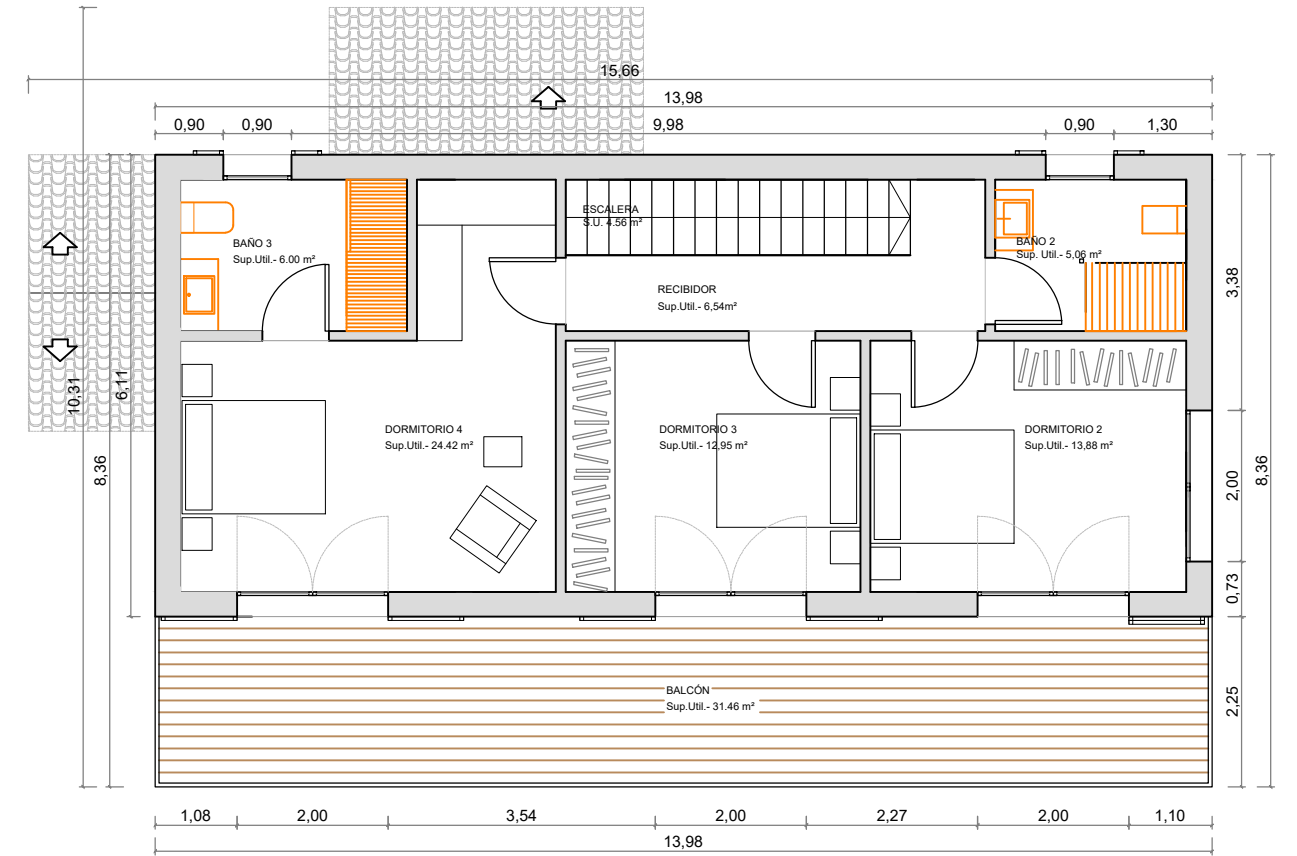 15,66
13,98
0,90
0,90
9,98
0,90
1,30
ESCALERA
S.U. 4.56 m²
BAÑO 3
Sup.Util.- 6.00 m²
BAÑO 2
Sup. Util.- 5,06 m²
RECIBIDOR
Sup.Util.- 6,54m²
3,38
10,31
6,11
8,36
DORMITORIO 4
Sup.Util.- 24.42 m²
DORMITORIO 3
Sup.Util.- 12,95 m²
DORMITORIO 2
Sup.Util.- 13,88 m²
2,00
8,36
0,73
BALCÓN
Sup.Util.- 31.46 m²
2,25
1,08
2,00
3,54
2,00
2,27
2,00
1,10
13,98